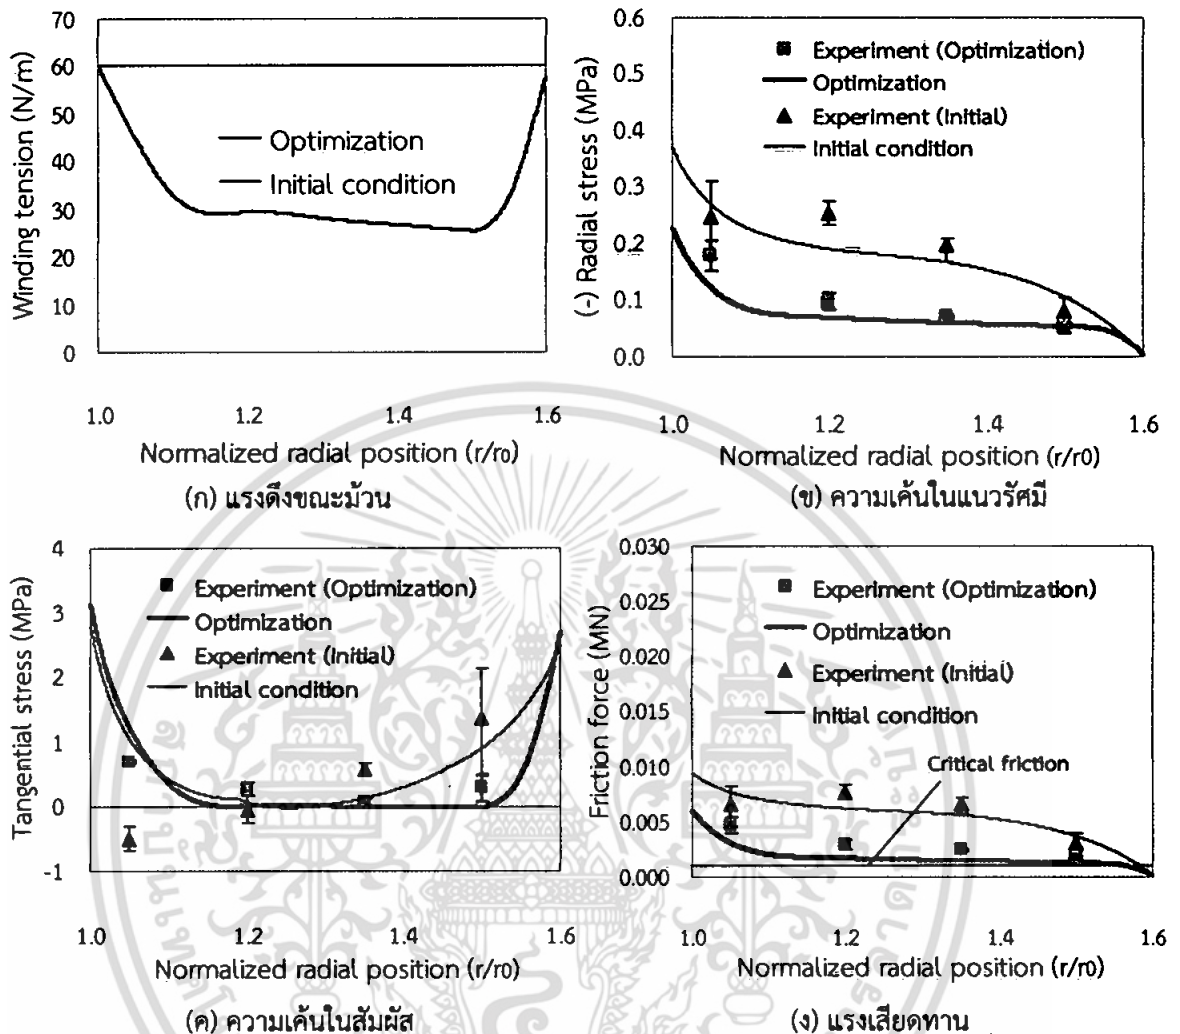 70
60
50
40
30
20
10
0
Winding tension (N/m)
Optimization
Initial condition
1.0 1.2 1.4 1.6
Normalized radial position (r/r0)
(ก) แรงดึงขณะม้วน
0.6
0.5
0.4
0.3
0.2
0.1
0.0
(-) Radial stress (MPa)
Experiment (Optimization)
Optimization
Experiment (Initial)
Initial condition
1.0 1.2 1.4 1.6
Normalized radial position (r/r0)
(ข) ความเค้นในแนวรัศมี
4
3
2
1
0
-1
Tangential stress (MPa)
Experiment (Optimization)
Optimization
Experiment (Initial)
Initial condition
1.0 1.2 1.4 1.6
Normalized radial position (r/r0)
(ค) ความเค้นในสัมผัส
0.030
0.025
0.020
0.015
0.010
0.005
0.000
Friction force (MN)
Experiment (Optimization)
Optimization
Experiment (Initial)
Initial condition
Critical friction
1.0 1.2 1.4 1.6
Normalized radial position (r/r0)
(ง) แรงเสียดทาน